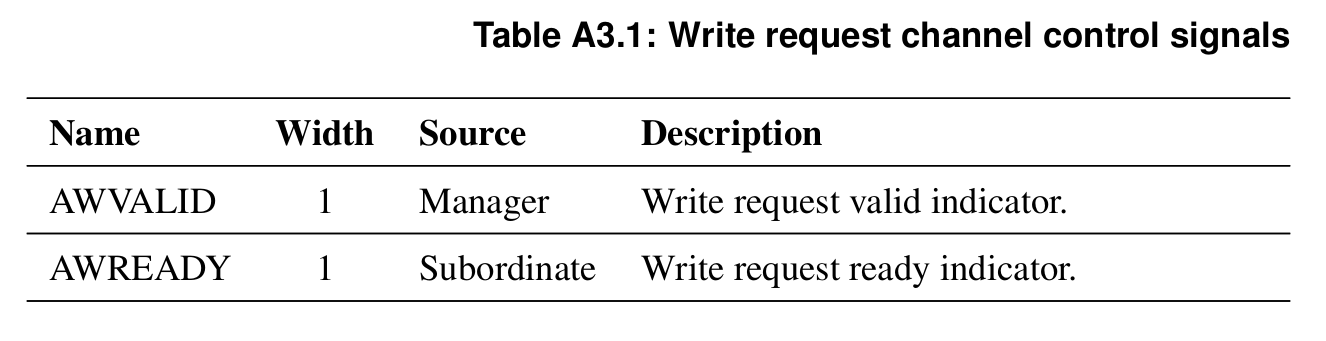 Table A3.1: Write request channel control signals
Name Width Source Description
AWVALID 1 Manager Write request valid indicator.
AWREADY 1 Subordinate Write request ready indicator.